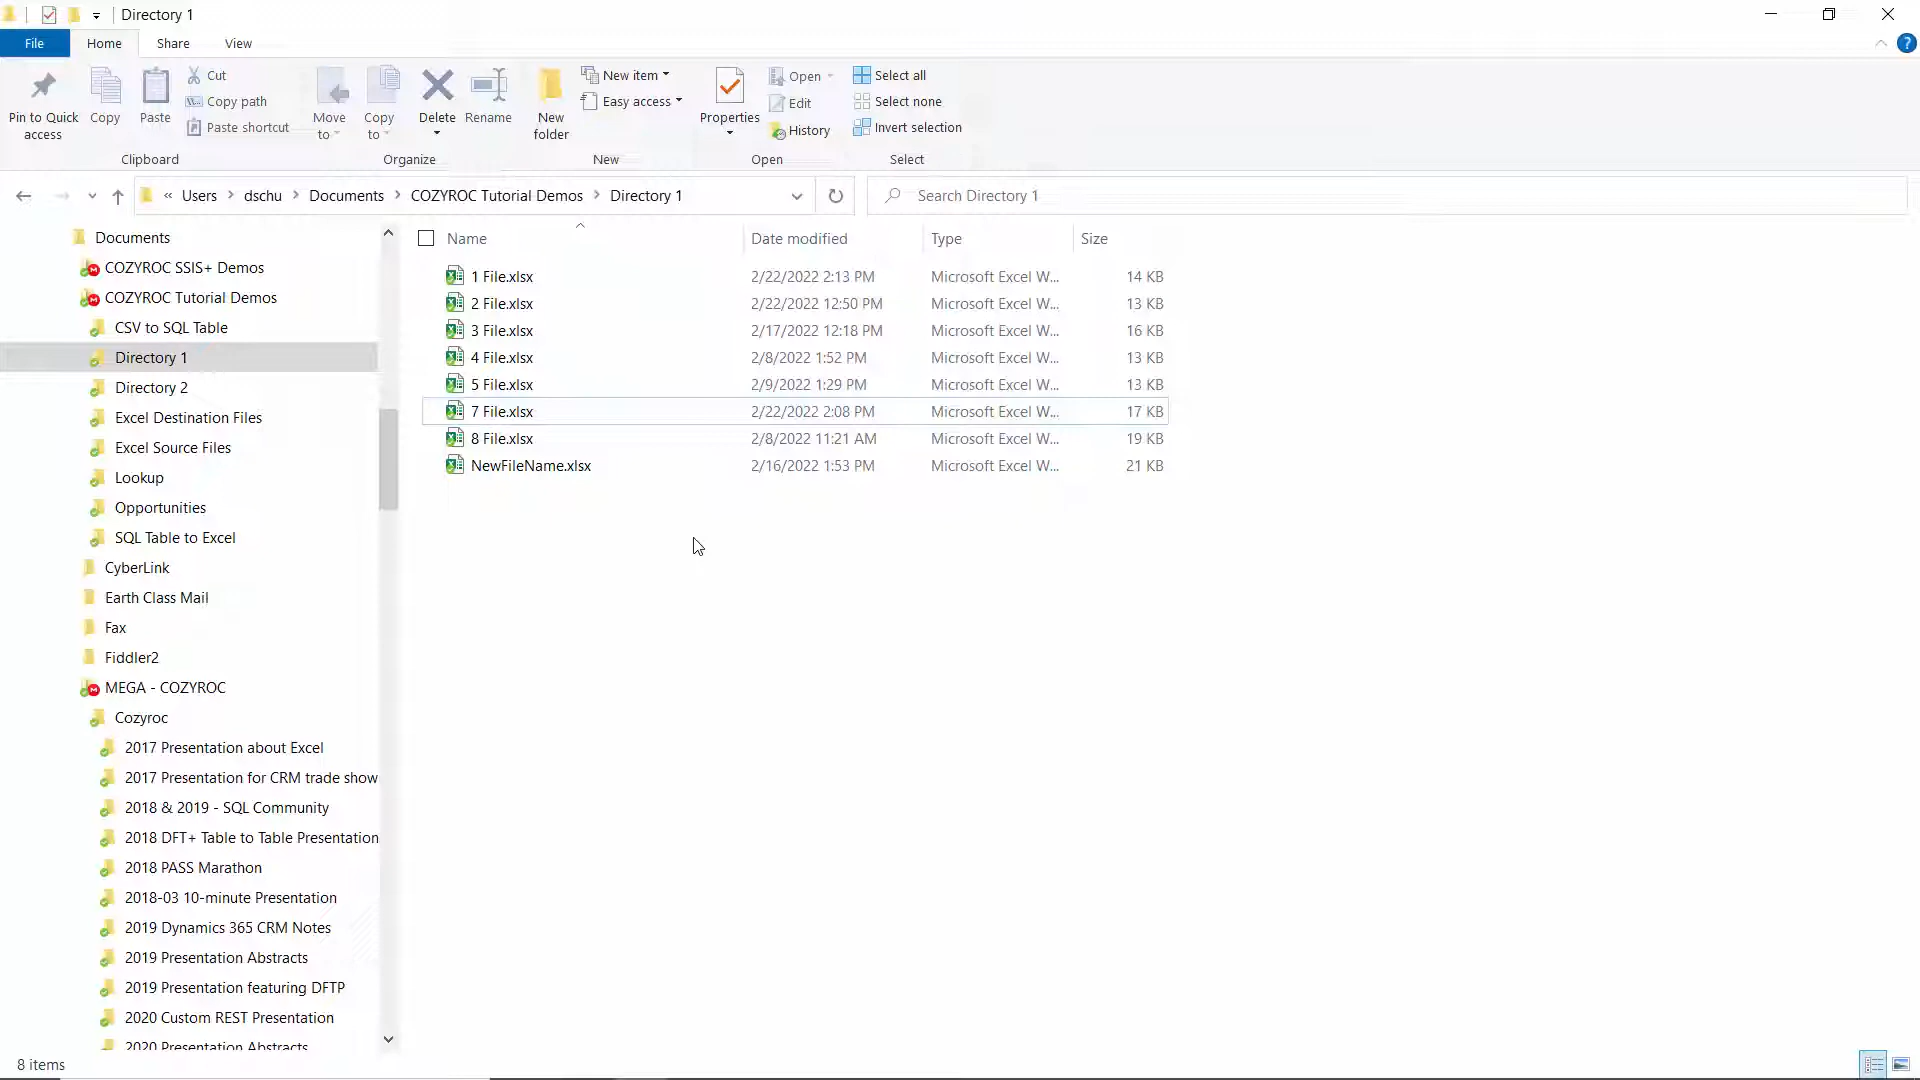 Directory 1
File Home Share View
Pin to Quick access
Copy
Paste
Cut
Copy path
Paste shortcut
Clipboard
Move to
Copy to
Delete
Rename
Organize
New folder
New item
Easy access
New
Properties
Open
Edit
History
Open
Select all
Select none
Invert selection
Select
« Users > dschu > Documents > COZYROC Tutorial Demos > Directory 1
Search Directory 1
Documents
COZYROC SSIS+ Demos
COZYROC Tutorial Demos
CSV to SQL Table
Directory 1
Directory 2
Excel Destination Files
Excel Source Files
Lookup
Opportunities
SQL Table to Excel
CyberLink
Earth Class Mail
Fax
Fiddler2
MEGA - COZYROC
Cozyroc
2017 Presentation about Excel
2017 Presentation for CRM trade show
2018 & 2019 - SQL Community
2018 DFT+ Table to Table Presentation
2018 PASS Marathon
2018-03 10-minute Presentation
2019 Dynamics 365 CRM Notes
2019 Presentation Abstracts
2019 Presentation featuring DFTP
2020 Custom REST Presentation
2020 Presentation Abstracts
Name Date modified Type Size
1 File.xlsx 2/22/2022 2:13 PM Microsoft Excel W... 14 KB
2 File.xlsx 2/22/2022 12:50 PM Microsoft Excel W... 13 KB
3 File.xlsx 2/17/2022 12:18 PM Microsoft Excel W... 16 KB
4 File.xlsx 2/8/2022 1:52 PM Microsoft Excel W... 13 KB
5 File.xlsx 2/9/2022 1:29 PM Microsoft Excel W... 13 KB
7 File.xlsx 2/22/2022 2:08 PM Microsoft Excel W... 17 KB
8 File.xlsx 2/8/2022 11:21 AM Microsoft Excel W... 19 KB
NewFileName.xlsx 2/16/2022 1:53 PM Microsoft Excel W... 21 KB
8 items